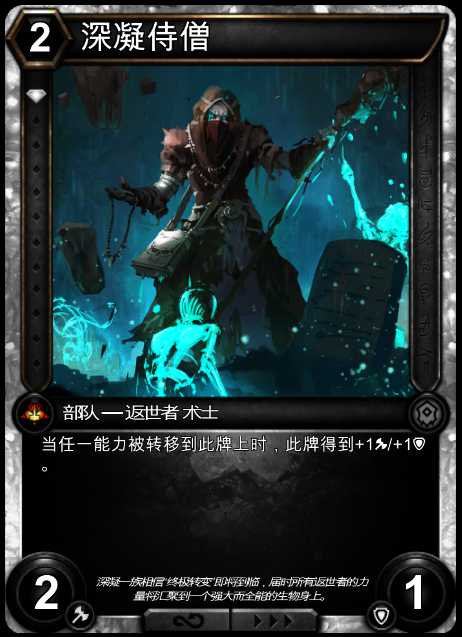 2
深凝侍僧
部队 — 返世者 术士
当任一能力被转移到此牌上时，此牌得到+1/+1
。
深凝一族相信“终极转变”即将到临，届时所有返世者的力
量将汇聚到一个强大而全能的生物身上。
2
1